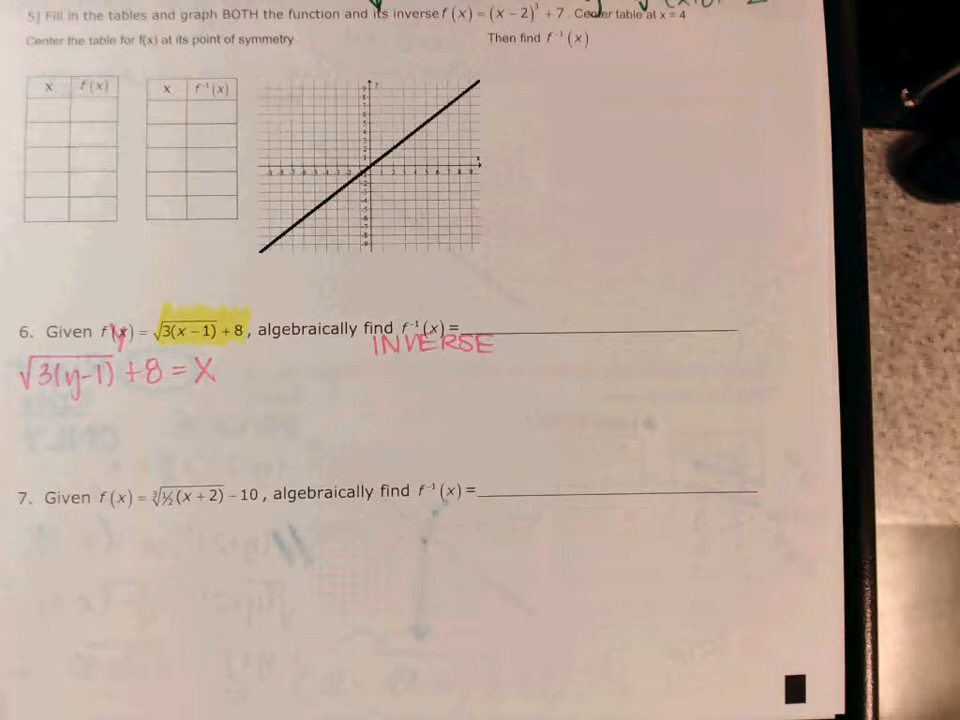 5] Fill in the tables and graph BOTH the function and its inverse f(x) = (x − 2)³ + 7. Center table at x = 4
Center the table for f(x) at its point of symmetry
Then find f⁻¹(x)
x f(x)
x f⁻¹(x)
6. Given f(x) = √3(x − 1) + 8, algebraically find f⁻¹(x) =
y
INVERSE
√3(y-1) + 8 = X
7. Given f(x) = ∛½(x + 2) − 10, algebraically find f⁻¹(x) =